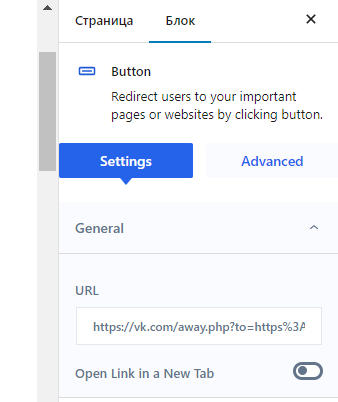 Страница
Блок
Button
Redirect users to your important
pages or websites by clicking button.
Settings
Advanced
General
URL
https://vk.com/away.php?to=https%3A
Open Link in a New Tab